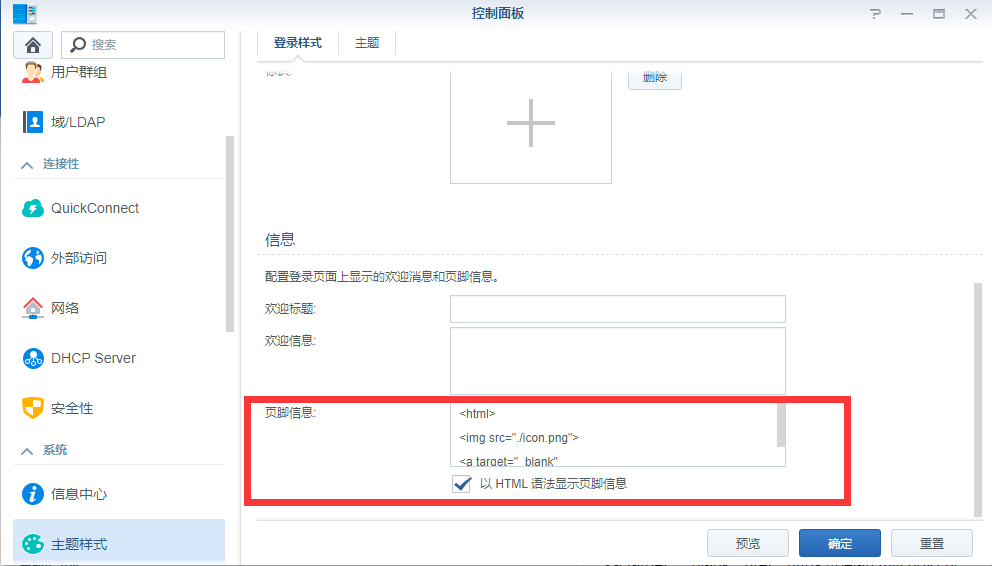 控制面板
搜索
用户群组
域/LDAP
连接性
QuickConnect
外部访问
网络
DHCP Server
安全性
系统
信息中心
主题样式
登录样式
主题
删除
信息
配置登录页面上显示的欢迎消息和页脚信息。
欢迎标题:
欢迎信息:
页脚信息:
<html>
<img src="./icon.png">
<a target="_blank"
以 HTML 语法显示页脚信息
预览
确定
重置